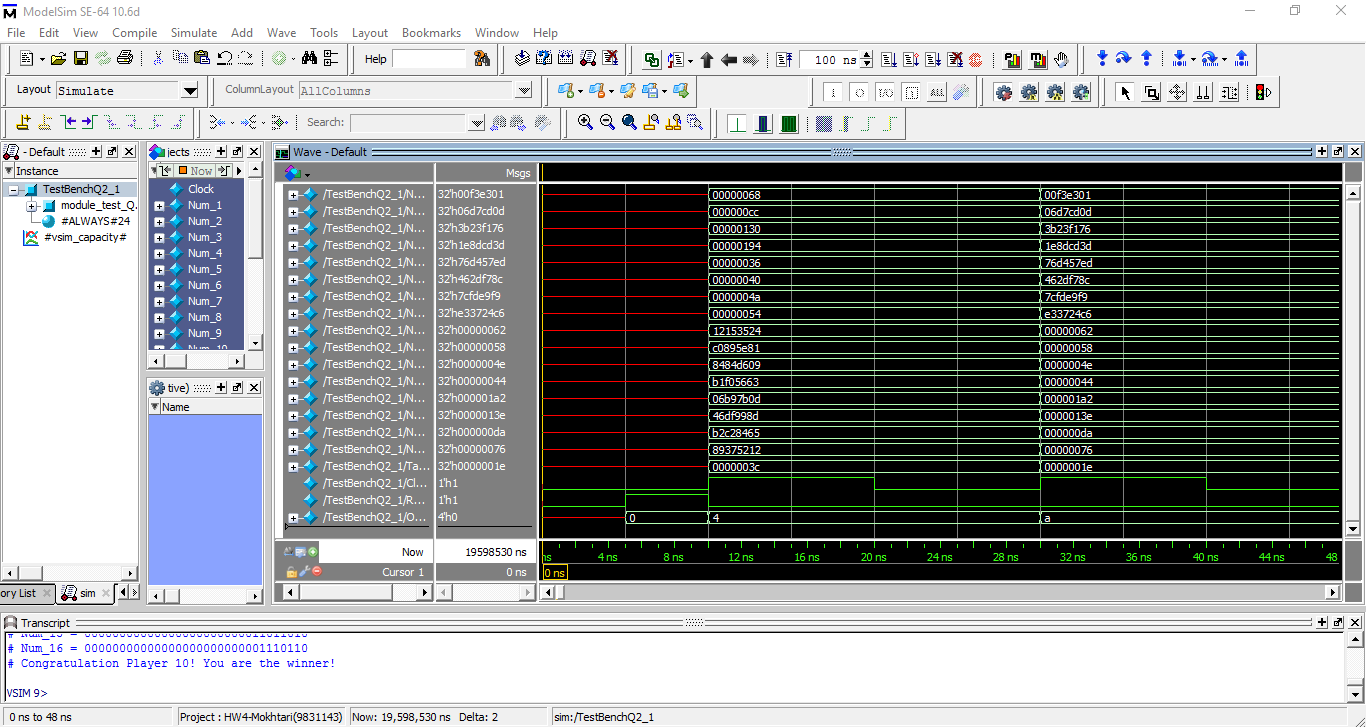 ModelSim SE-64 10.6d
File Edit View Compile Simulate Add Wave Tools Layout Bookmarks Window Help
Help
100 ns
Layout Simulate
ColumnLayout AllColumns
Search:
- Default
Instance
TestBenchQ2_1
module_test_Q.
#ALWAYS#24
#vsim_capacity#
ory List
sim
jects
Now
Clock
Num_1
Num_2
Num_3
Num_4
Num_5
Num_6
Num_7
Num_8
Num_9
Num_10
tive)
Name
Wave - Default
Msgs
/TestBenchQ2_1/N... 32'h00f3e301 00000068 00f3e301
/TestBenchQ2_1/N... 32'h06d7cd0d 000000cc 06d7cd0d
/TestBenchQ2_1/N... 32'h3b23f176 00000130 3b23f176
/TestBenchQ2_1/N... 32'h1e8dcd3d 00000194 1e8dcd3d
/TestBenchQ2_1/N... 32'h76d457ed 00000036 76d457ed
/TestBenchQ2_1/N... 32'h462df78c 00000040 462df78c
/TestBenchQ2_1/N... 32'h7cfde9f9 0000004a 7cfde9f9
/TestBenchQ2_1/N... 32'he33724c6 00000054 e33724c6
/TestBenchQ2_1/N... 32'h00000062 12153524 00000062
/TestBenchQ2_1/N... 32'h00000058 c0895e81 00000058
/TestBenchQ2_1/N... 32'h0000004e 8484d609 0000004e
/TestBenchQ2_1/N... 32'h00000044 b1f05663 00000044
/TestBenchQ2_1/N... 32'h000001a2 06b97b0d 000001a2
/TestBenchQ2_1/N... 32'h0000013e 46df998d 0000013e
/TestBenchQ2_1/N... 32'h000000da b2c28465 000000da
/TestBenchQ2_1/N... 32'h00000076 89375212 00000076
/TestBenchQ2_1/Ta... 32'h0000001e 0000003c 0000001e
/TestBenchQ2_1/Cl... 1'h1
/TestBenchQ2_1/R... 1'h1
/TestBenchQ2_1/O... 4'h0 0 4 a
Now 19598530 ns
ns 4 ns 8 ns 12 ns 16 ns 20 ns 24 ns 28 ns 32 ns 36 ns 40 ns 44 ns 48
Cursor 1 0 ns 0 ns
Transcript
# Num_16 = 00000000000000000000000001110110
# Congratulation Player 10! You are the winner!
VSIM 9>
0 ns to 48 ns Project : HW4-Mokhtari(9831143) Now: 19,598,530 ns Delta: 2 sim:/TestBenchQ2_1